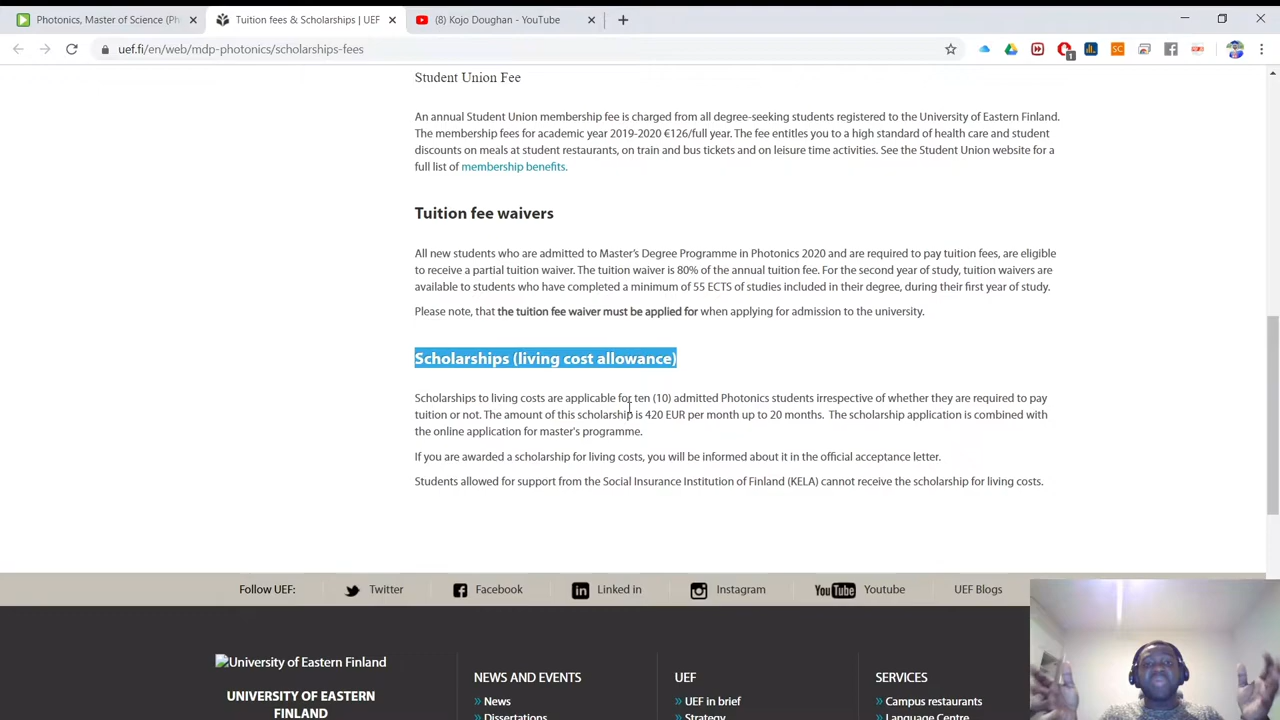 Photonics, Master of Science (Ph
Tuition fees & Scholarships | UEF
(8) Kojo Doughan - YouTube
uef.fi/en/web/mdp-photonics/scholarships-fees
SC
1
Student Union Fee
An annual Student Union membership fee is charged from all degree-seeking students registered to the University of Eastern Finland.
The membership fees for academic year 2019-2020 €126/full year. The fee entitles you to a high standard of health care and student
discounts on meals at student restaurants, on train and bus tickets and on leisure time activities. See the Student Union website for a
full list of membership benefits.
Tuition fee waivers
All new students who are admitted to Master's Degree Programme in Photonics 2020 and are required to pay tuition fees, are eligible
to receive a partial tuition waiver. The tuition waiver is 80% of the annual tuition fee. For the second year of study, tuition waivers are
available to students who have completed a minimum of 55 ECTS of studies included in their degree, during their first year of study.
Please note, that the tuition fee waiver must be applied for when applying for admission to the university.
Scholarships (living cost allowance)
Scholarships to living costs are applicable for ten (10) admitted Photonics students irrespective of whether they are required to pay
tuition or not. The amount of this scholarship is 420 EUR per month up to 20 months. The scholarship application is combined with
the online application for master's programme.
If you are awarded a scholarship for living costs, you will be informed about it in the official acceptance letter.
Students allowed for support from the Social Insurance Institution of Finland (KELA) cannot receive the scholarship for living costs.
Follow UEF: Twitter Facebook Linked in Instagram YouTube Youtube UEF Blogs
University of Eastern Finland
UNIVERSITY OF EASTERN
FINLAND
NEWS AND EVENTS
» News
» Dissertations
UEF
» UEF in brief
» Strategy
SERVICES
» Campus restaurants
» Language Centre